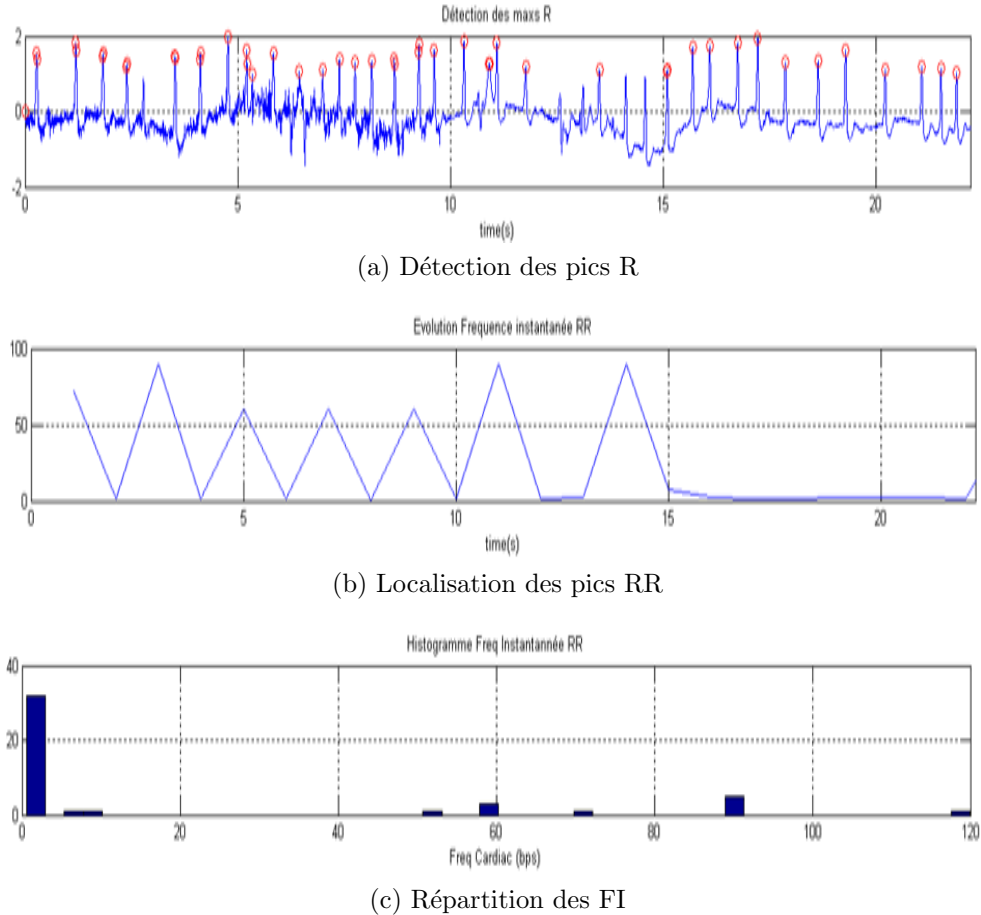 Détection des maxs R
2
0
-2
0
5
10
15
20
time(s)
(a) Détection des pics R
Evolution Frequence instantanée RR
100
50
0
0
5
10
15
20
time(s)
(b) Localisation des pics RR
Histogramme Freq Instantannée RR
40
20
0
0
20
40
60
80
100
120
Freq Cardiac (bps)
(c) Répartition des FI